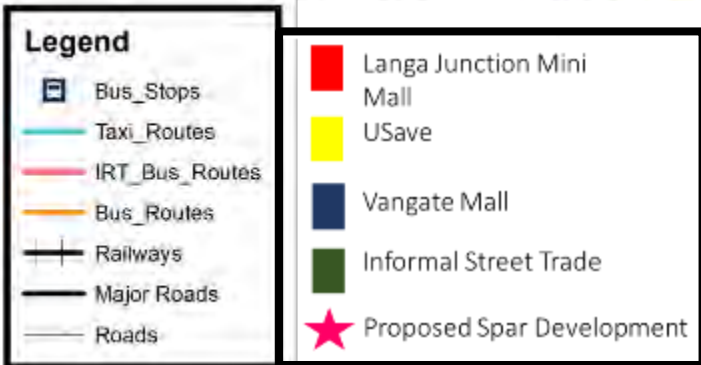 Legend
Bus_Stops
Taxi_Routes
IRT_Bus_Routes
Bus_Routes
Railways
Major Roads
Roads
Langa Junction Mini
Mall
USave
Vangate Mall
Informal Street Trade
Proposed Spar Development